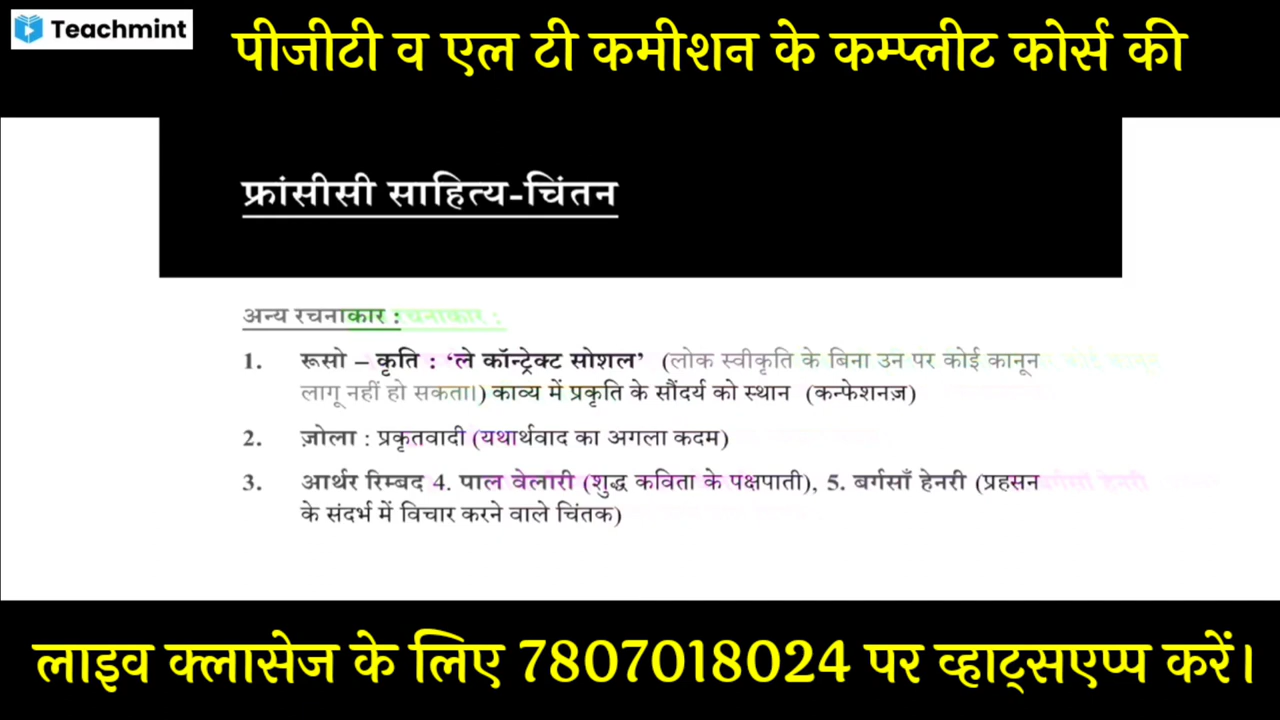 Teachmint
पीजीटी व एल टी कमीशन के कम्प्लीट कोर्स की
फ्रांसीसी साहित्य-चिंतन
अन्य रचनाकार :
1. रूसो – कृति : ‘ले कॉन्ट्रेक्ट सोशल’ (लोक स्वीकृति के बिना उन पर कोई कानून
लागू नहीं हो सकता।) काव्य में प्रकृति के सौंदर्य को स्थान (कन्फेशनज़)
2. ज़ोला : प्रकृतवादी (यथार्थवाद का अगला कदम)
3. आर्थर रिम्बद 4. पाल वेलारी (शुद्ध कविता के पक्षपाती), 5. बर्गसाँ हेनरी (प्रहसन
के संदर्भ में विचार करने वाले चिंतक)
लाइव क्लासेज के लिए 7807018024 पर व्हाट्सएप्प करें।